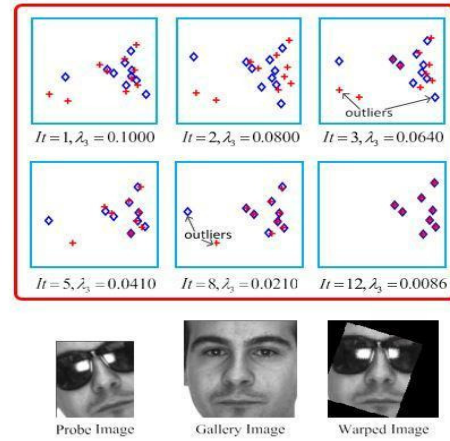 It = 1, λ₃ = 0.1000
It = 2, λ₃ = 0.0800
outliers
It = 3, λ₃ = 0.0640
It = 5, λ₃ = 0.0410
outliers
It = 8, λ₃ = 0.0210
It = 12, λ₃ = 0.0086
Probe Image
Gallery Image
Warped Image